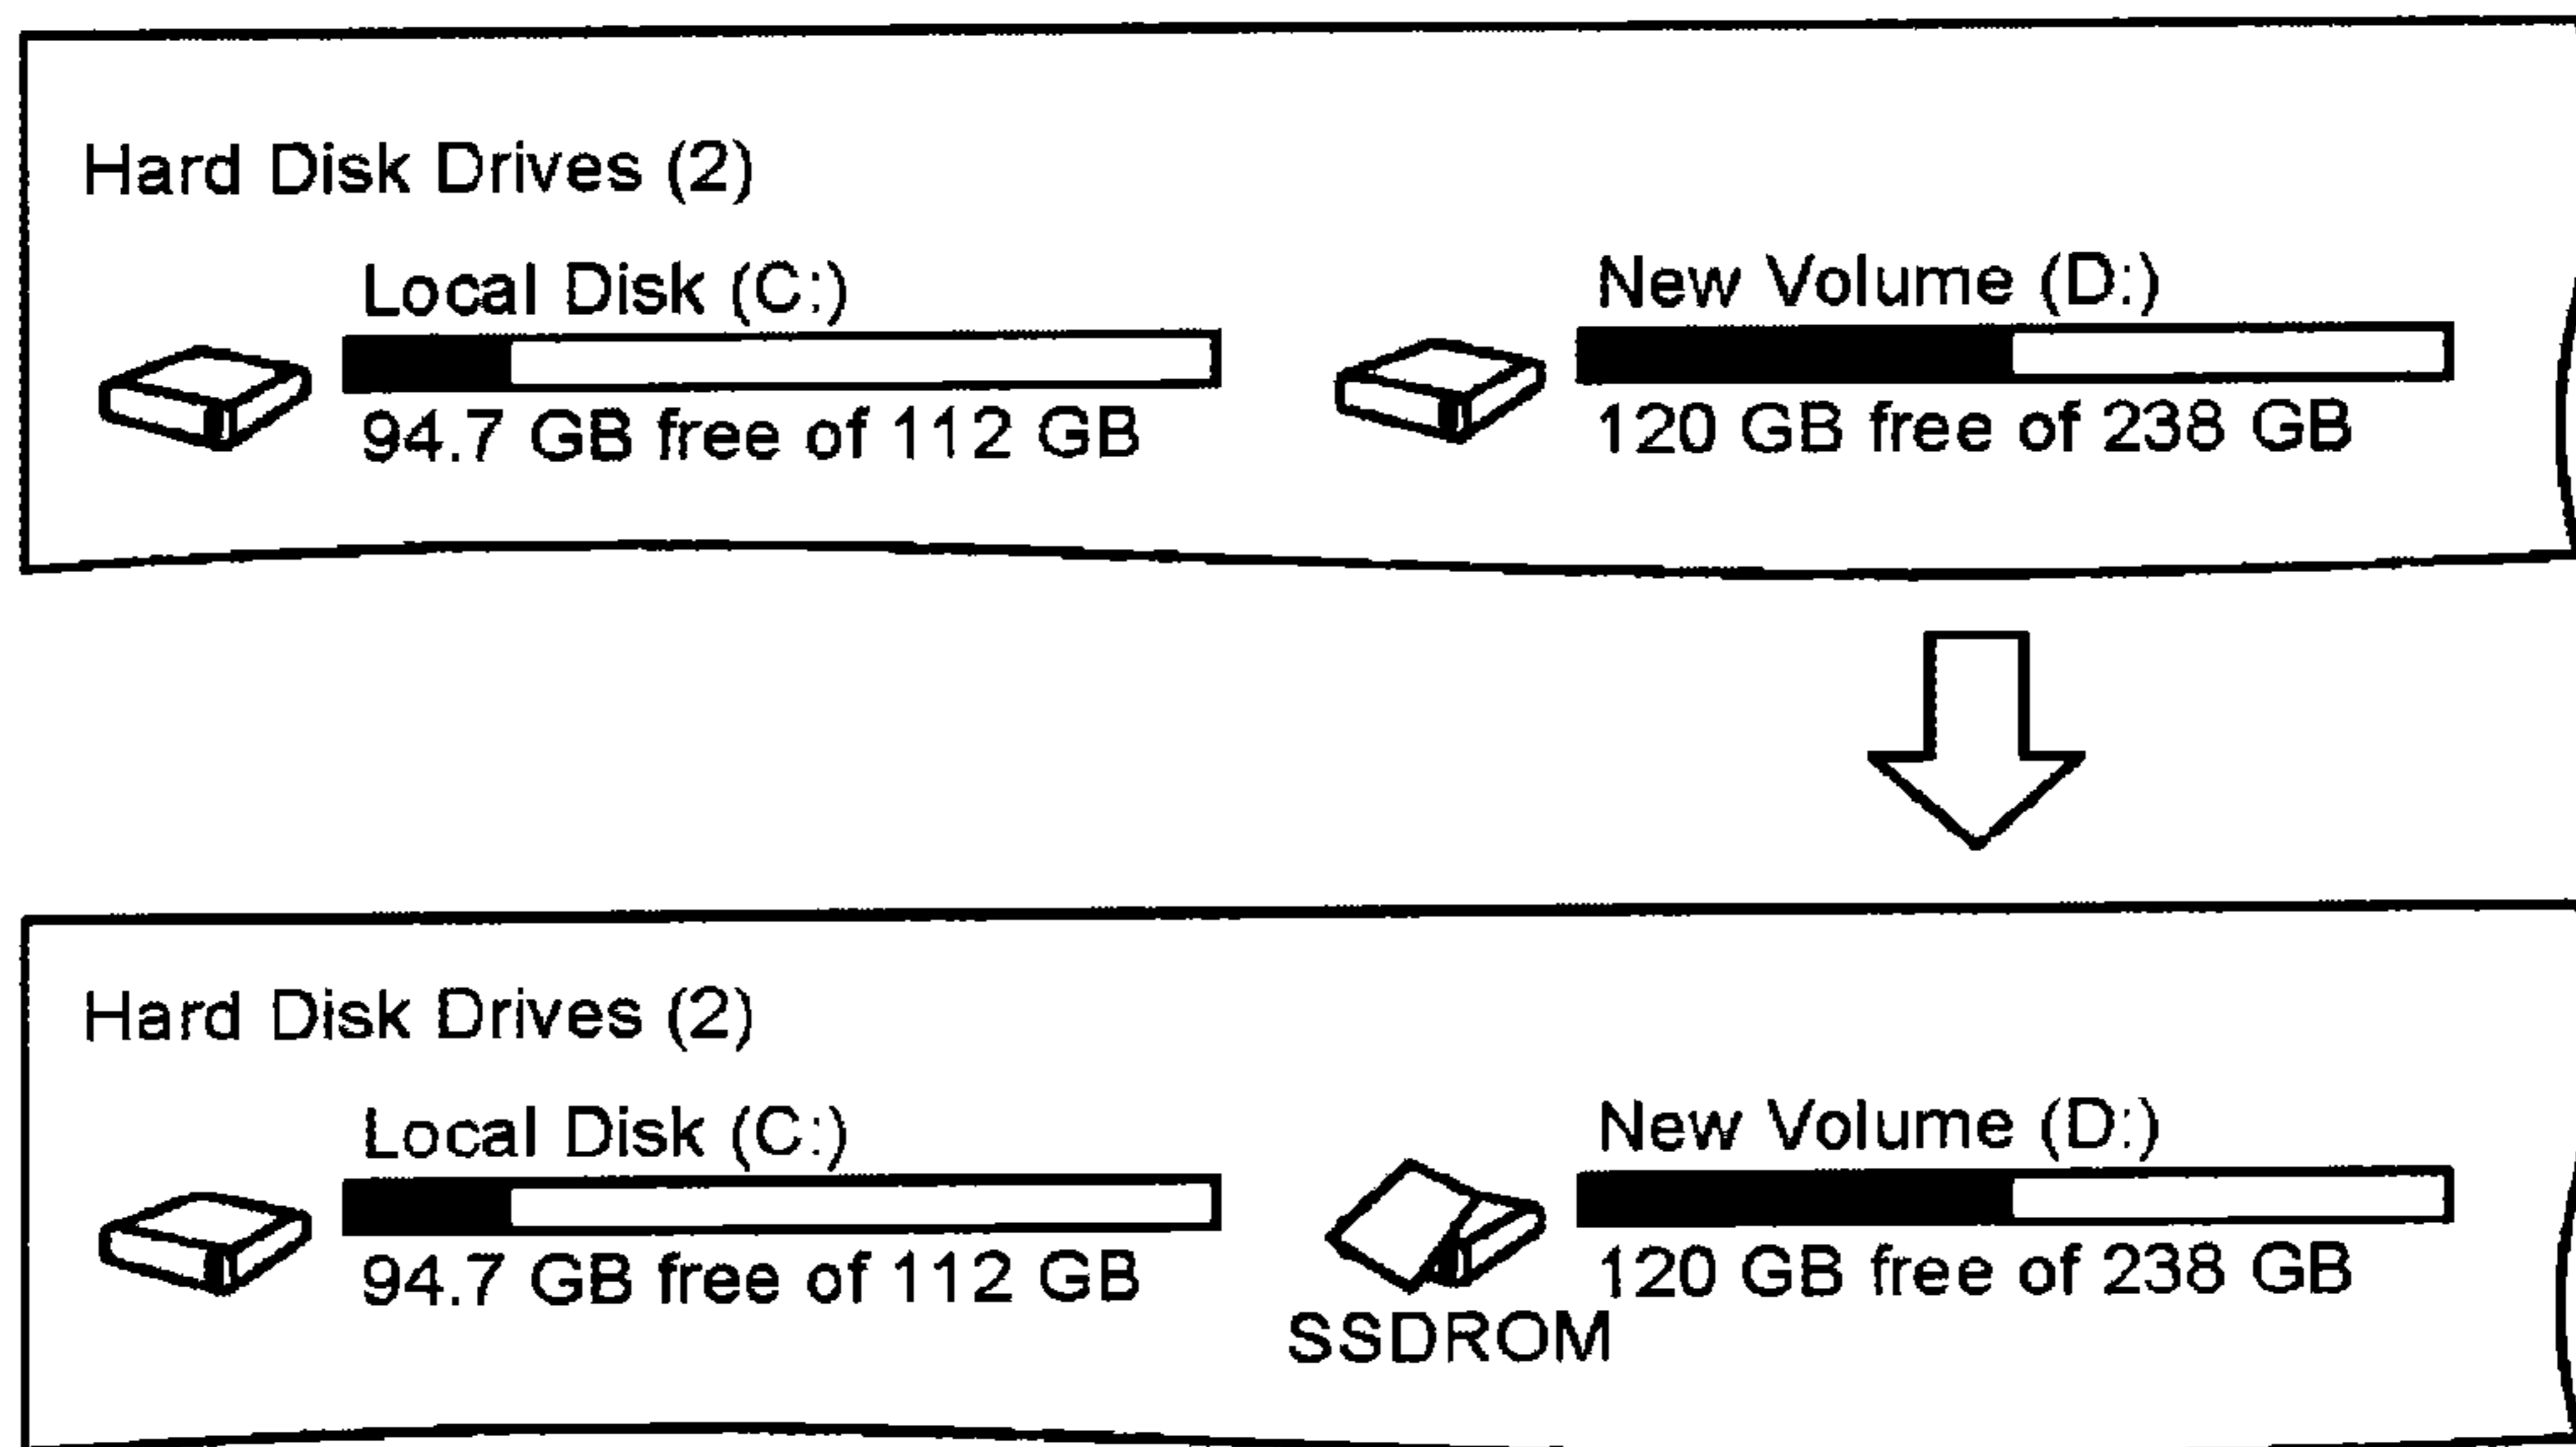 Hard Disk Drives (2)
Local Disk (C:)
New Volume (D:)
94.7 GB free of 112 GB
120 GB free of 238 GB
Hard Disk Drives (2)
Local Disk (C:)
New Volume (D:)
94.7 GB free of 112 GB
120 GB free of 238 GB
SSDROM